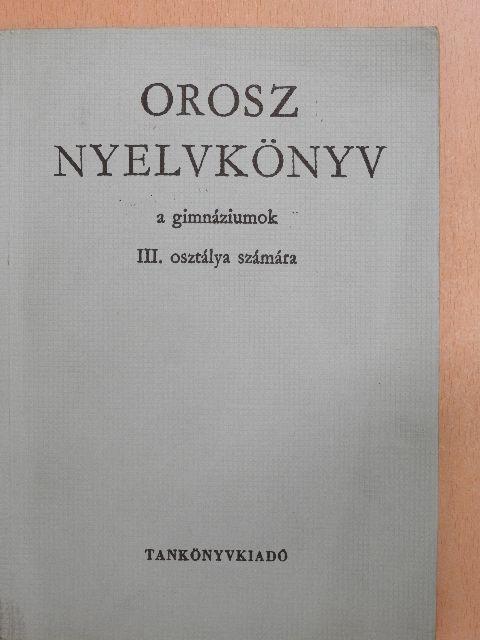 OROSZ
NYELVKÖNYV
a gimnáziumok
III. osztálya számára
TANKÖNYVKIADÓ